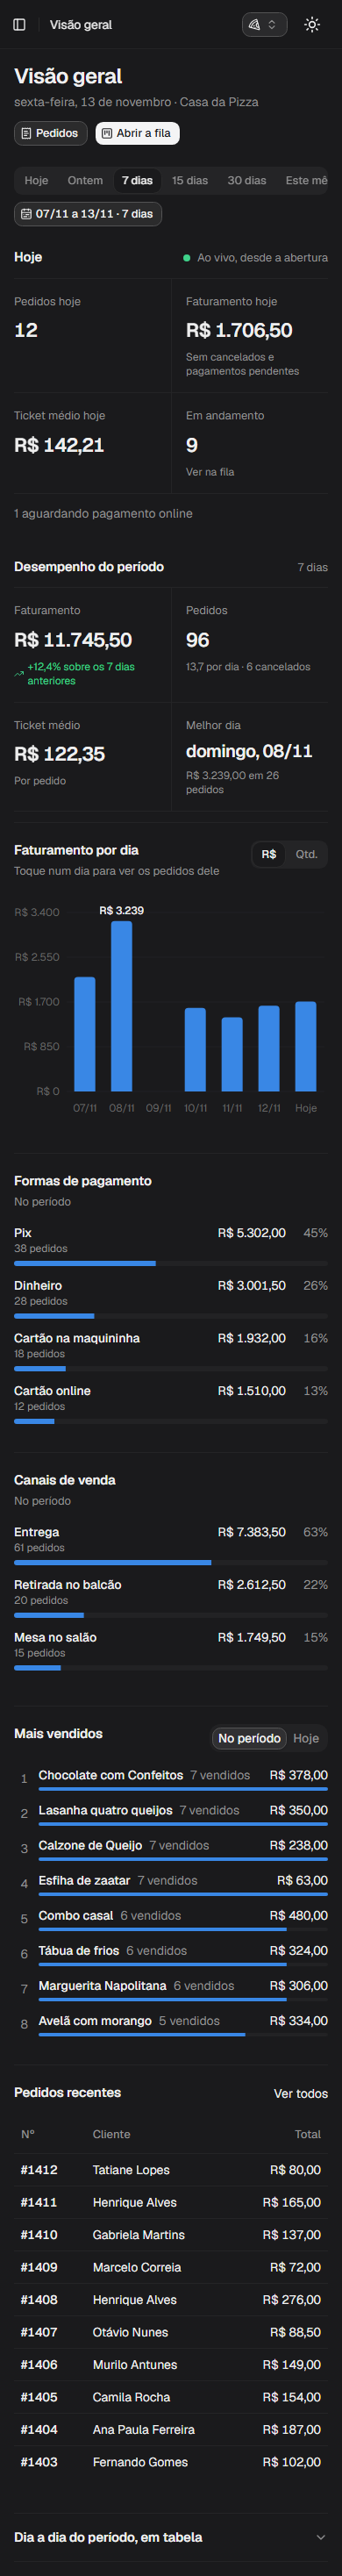 Visão geral
Visão geral
sexta-feira, 13 de novembro · Casa da Pizza
Pedidos
Abrir a fila
Hoje Ontem 7 dias 15 dias 30 dias Este mê
07/11 a 13/11 · 7 dias
Hoje
Ao vivo, desde a abertura
Pedidos hoje
12
Faturamento hoje
R$ 1.706,50
Sem cancelados e
pagamentos pendentes
Ticket médio hoje
R$ 142,21
Em andamento
9
Ver na fila
1 aguardando pagamento online
Desempenho do período
7 dias
Faturamento
R$ 11.745,50
+12,4% sobre os 7 dias
anteriores
Pedidos
96
13,7 por dia · 6 cancelados
Ticket médio
R$ 122,35
Por pedido
Melhor dia
domingo, 08/11
R$ 3.239,00 em 26
pedidos
Faturamento por dia
R$ Qtd.
Toque num dia para ver os pedidos dele
R$ 3.400
R$ 3.239
R$ 2.550
R$ 1.700
R$ 850
R$ 0
07/11 08/11 09/11 10/11 11/11 12/11 Hoje
Formas de pagamento
No período
Pix R$ 5.302,00 45%
38 pedidos
Dinheiro R$ 3.001,50 26%
28 pedidos
Cartão na maquininha R$ 1.932,00 16%
18 pedidos
Cartão online R$ 1.510,00 13%
12 pedidos
Canais de venda
No período
Entrega R$ 7.383,50 63%
61 pedidos
Retirada no balcão R$ 2.612,50 22%
20 pedidos
Mesa no salão R$ 1.749,50 15%
15 pedidos
Mais vendidos
No período Hoje
1 Chocolate com Confeitos 7 vendidos R$ 378,00
2 Lasanha quatro queijos 7 vendidos R$ 350,00
3 Calzone de Queijo 7 vendidos R$ 238,00
4 Esfiha de zaatar 7 vendidos R$ 63,00
5 Combo casal 6 vendidos R$ 480,00
6 Tábua de frios 6 vendidos R$ 324,00
7 Marguerita Napolitana 6 vendidos R$ 306,00
8 Avelã com morango 5 vendidos R$ 334,00
Pedidos recentes
Ver todos
Nº Cliente Total
#1412 Tatiane Lopes R$ 80,00
#1411 Henrique Alves R$ 165,00
#1410 Gabriela Martins R$ 137,00
#1409 Marcelo Correia R$ 72,00
#1408 Henrique Alves R$ 276,00
#1407 Otávio Nunes R$ 88,50
#1406 Murilo Antunes R$ 149,00
#1405 Camila Rocha R$ 154,00
#1404 Ana Paula Ferreira R$ 187,00
#1403 Fernando Gomes R$ 102,00
Dia a dia do período, em tabela